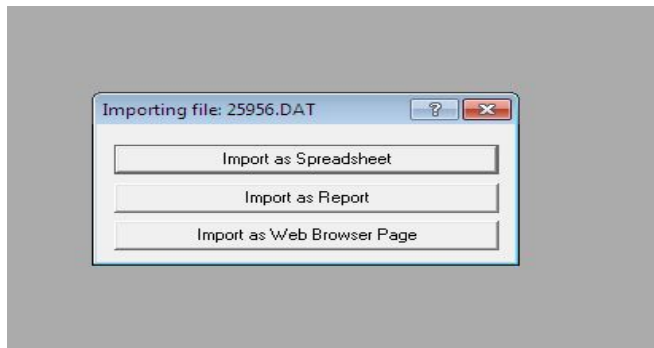 Importing file: 25956.DAT
Import as Spreadsheet
Import as Report
Import as Web Browser Page